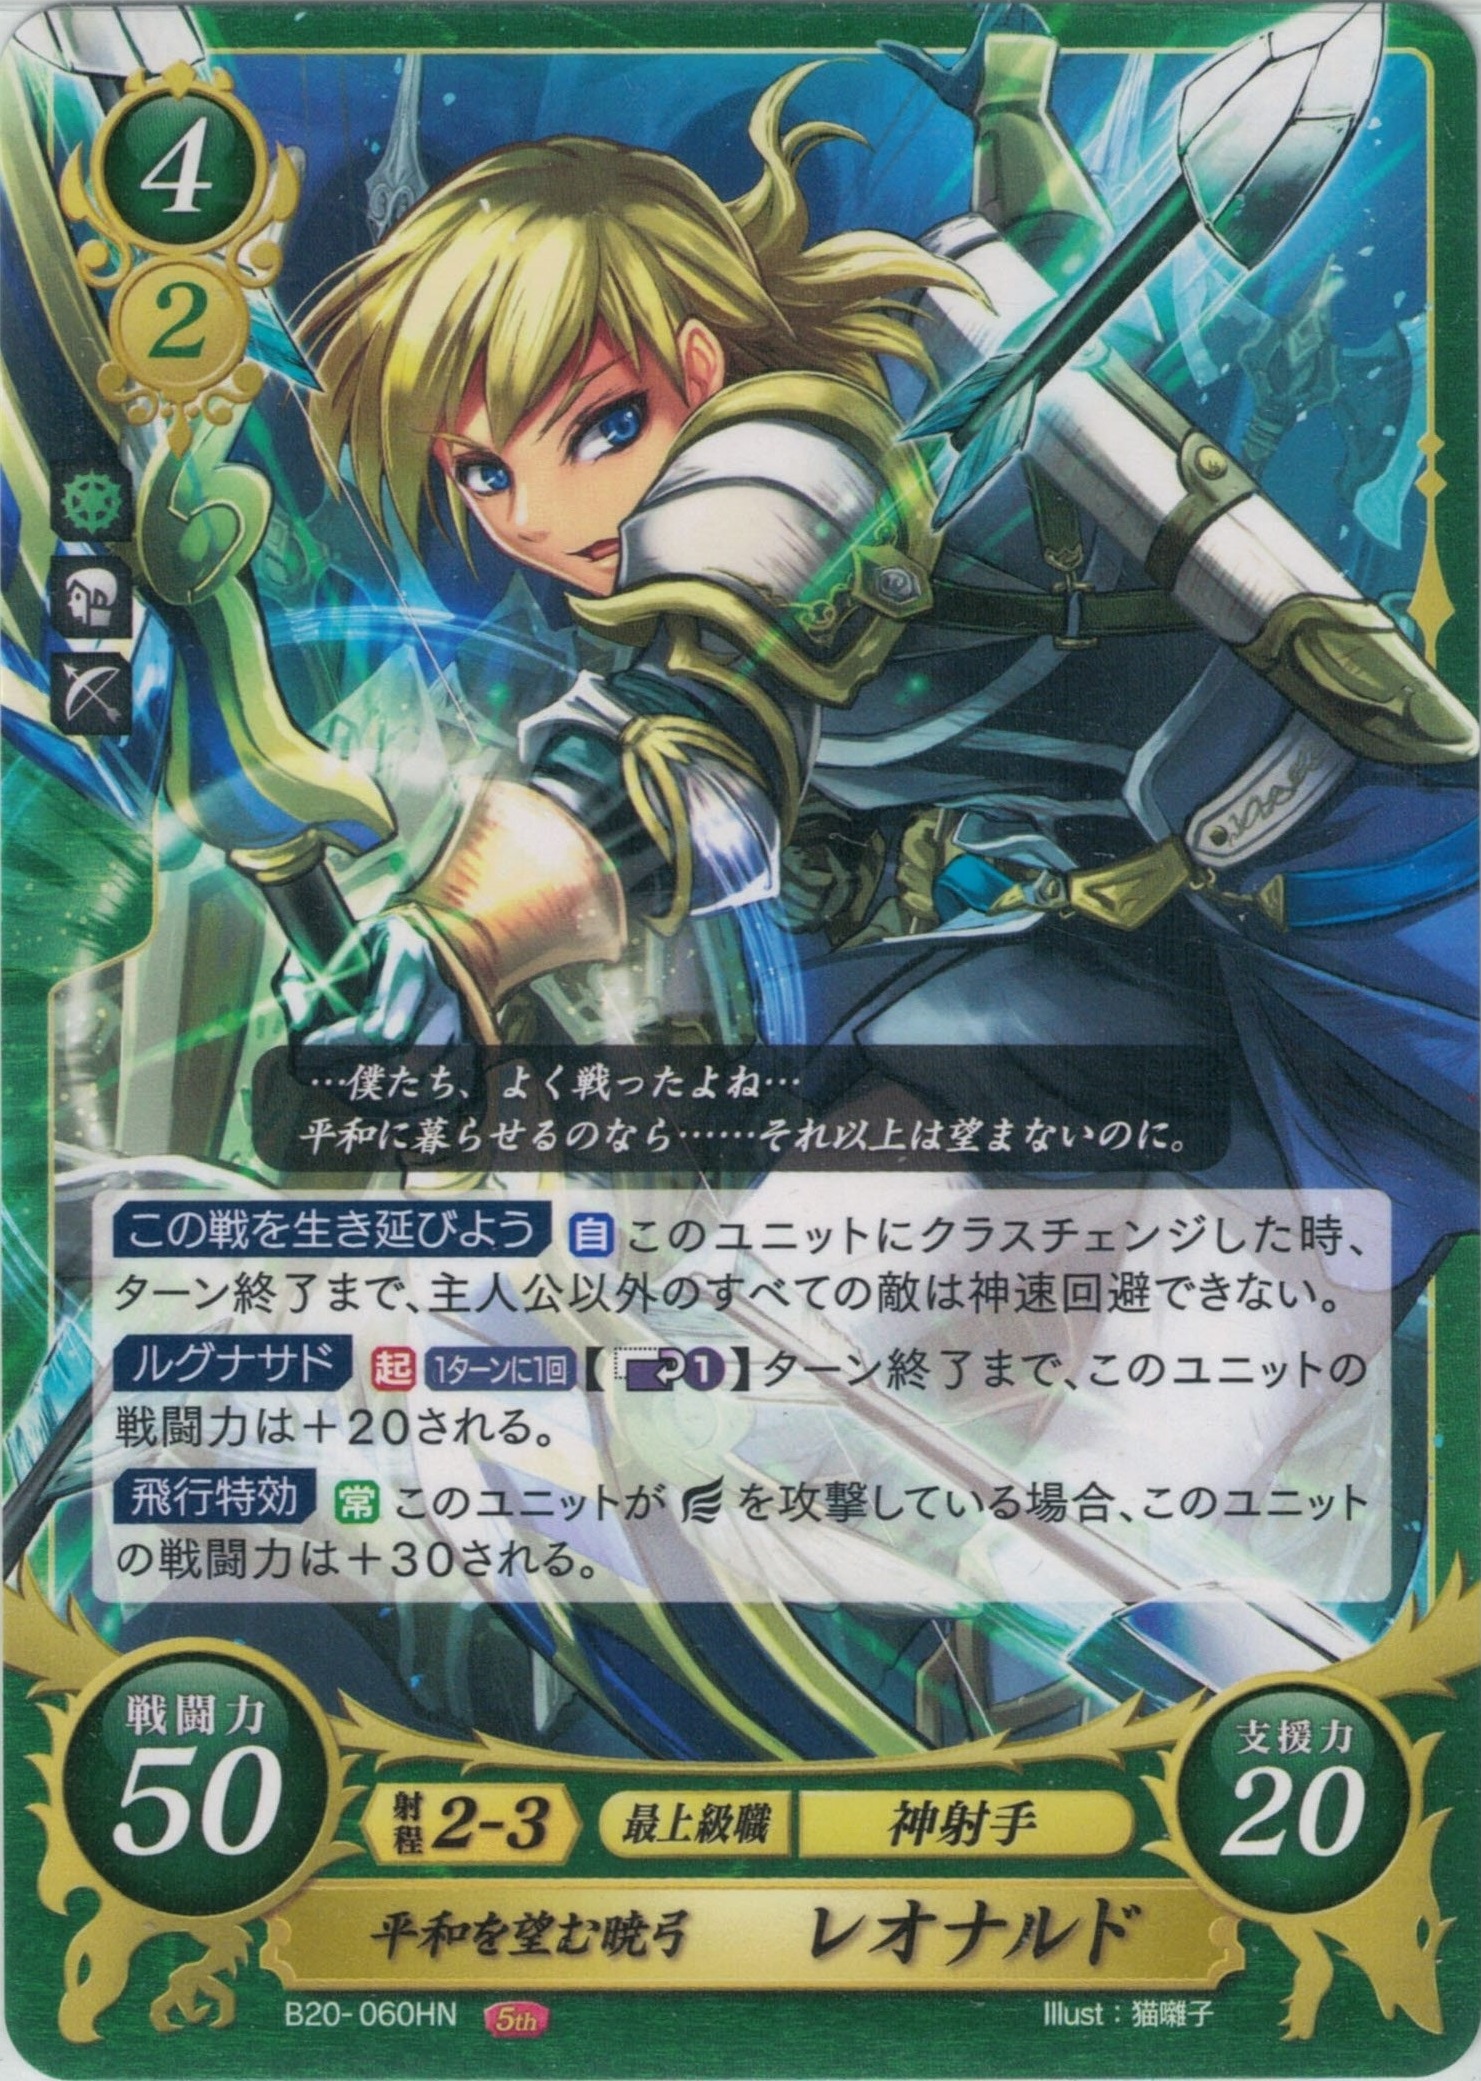 4
2
…僕たち、よく戦ったよね…
平和に暮らせるのなら……それ以上は望まないのに。
この戦を生き延びよう 自 このユニットにクラスチェンジした時、
ターン終了まで、主人公以外のすべての敵は神速回避できない。
ルグナサド 起 1ターンに1回【 1】ターン終了まで、このユニットの
戦闘力は＋20される。
飛行特効 常 このユニットが を攻撃している場合、このユニット
の戦闘力は＋30される。
戦闘力
50
射程 2-3
最上級職 神射手
支援力
20
平和を望む暁弓 レオナルド
B20-060HN 5th
Illust：猫囃子